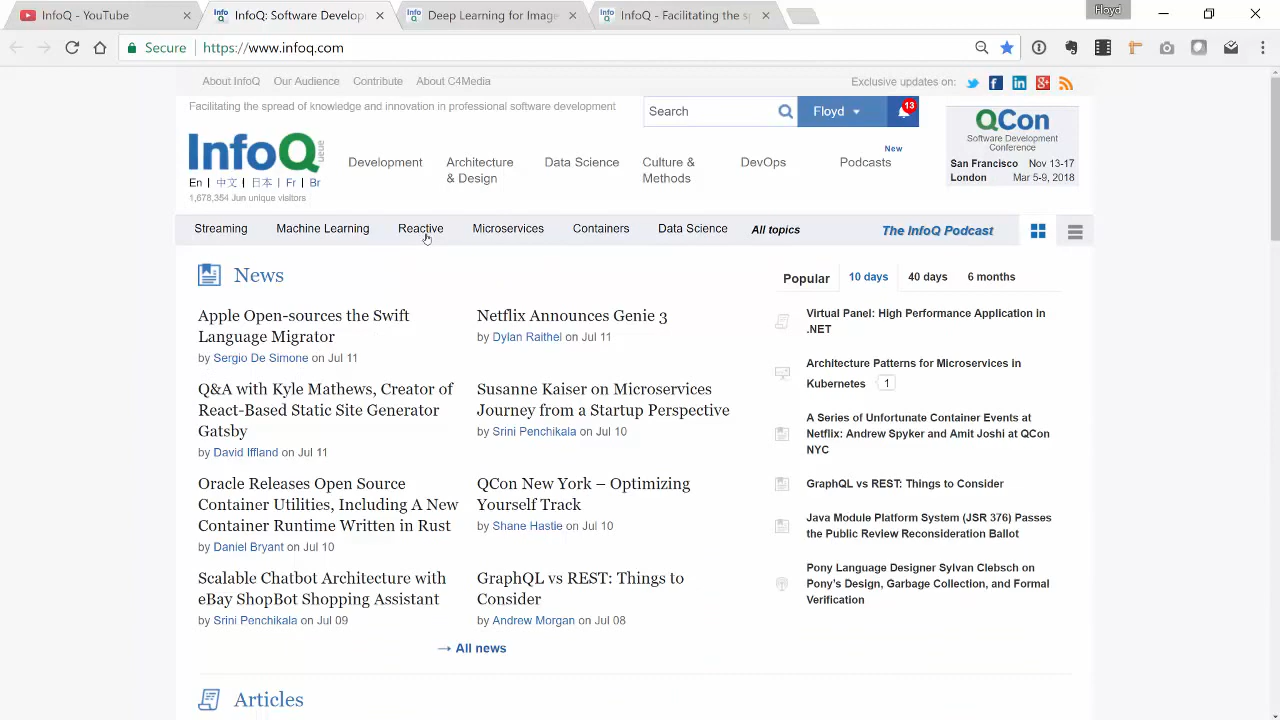 InfoQ - YouTube
InfoQ: Software Develop
Deep Learning for Imag
InfoQ - Facilitating the s
Floyd
Secure
https://www.infoq.com
About InfoQ
Our Audience
Contribute
About C4Media
Exclusive updates on:
Facilitating the spread of knowledge and innovation in professional software development
Search
Floyd
13
InfoQ
En | 中文 | 日本 | Fr | Br
1,678,354 Jun unique visitors
Development
Architecture
& Design
Data Science
Culture &
Methods
DevOps
New
Podcasts
QCon
Software Development
Conference
San Francisco Nov 13-17
London Mar 5-9, 2018
Streaming
Machine ing
Reactive
Microservices
Containers
Data Science
All topics
The InfoQ Podcast
News
Apple Open-sources the Swift
Language Migrator
by Sergio De Simone on Jul 11
Q&A with Kyle Mathews, Creator of
React-Based Static Site Generator
Gatsby
by David Iffland on Jul 11
Oracle Releases Open Source
Container Utilities, Including A New
Container Runtime Written in Rust
by Daniel Bryant on Jul 10
Scalable Chatbot Architecture with
eBay ShopBot Shopping Assistant
by Srini Penchikala on Jul 09
Netflix Announces Genie 3
by Dylan Raithel on Jul 11
Susanne Kaiser on Microservices
Journey from a Startup Perspective
by Srini Penchikala on Jul 10
QCon New York – Optimizing
Yourself Track
by Shane Hastie on Jul 10
GraphQL vs REST: Things to
Consider
by Andrew Morgan on Jul 08
→ All news
Popular
10 days
40 days
6 months
Virtual Panel: High Performance Application in
.NET
Architecture Patterns for Microservices in
Kubernetes 1
A Series of Unfortunate Container Events at
Netflix: Andrew Spyker and Amit Joshi at QCon
NYC
GraphQL vs REST: Things to Consider
Java Module Platform System (JSR 376) Passes
the Public Review Reconsideration Ballot
Pony Language Designer Sylvan Clebsch on
Pony's Design, Garbage Collection, and Formal
Verification
Articles